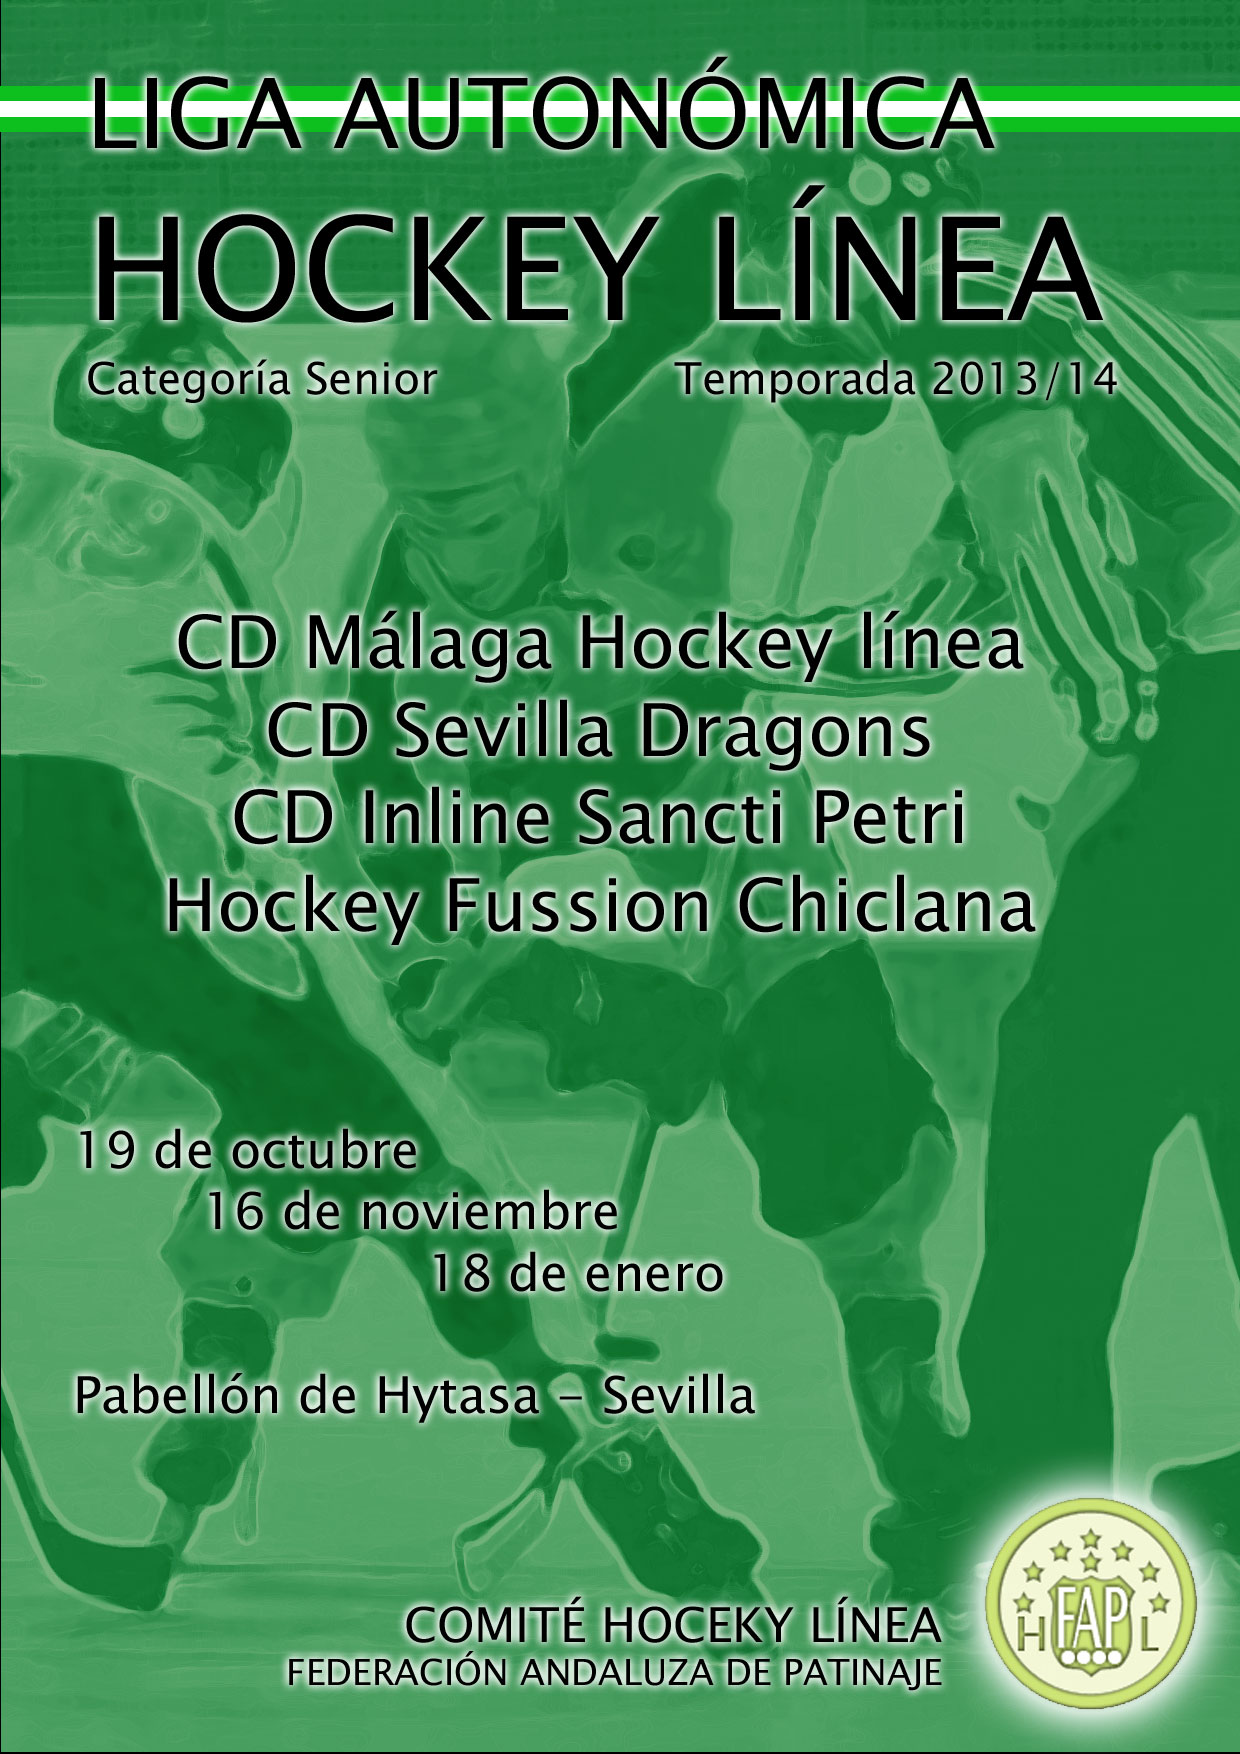 LIGA AUTONÓMICA
HOCKEY LÍNEA
Categoría Senior Temporada 2013/14
CD Málaga Hockey línea
CD Sevilla Dragons
CD Inline Sancti Petri
Hockey Fussion Chiclana
19 de octubre
16 de noviembre
18 de enero
Pabellón de Hytasa – Sevilla
COMITÉ HOCEKY LÍNEA
FEDERACIÓN ANDALUZA DE PATINAJE
H FAP L